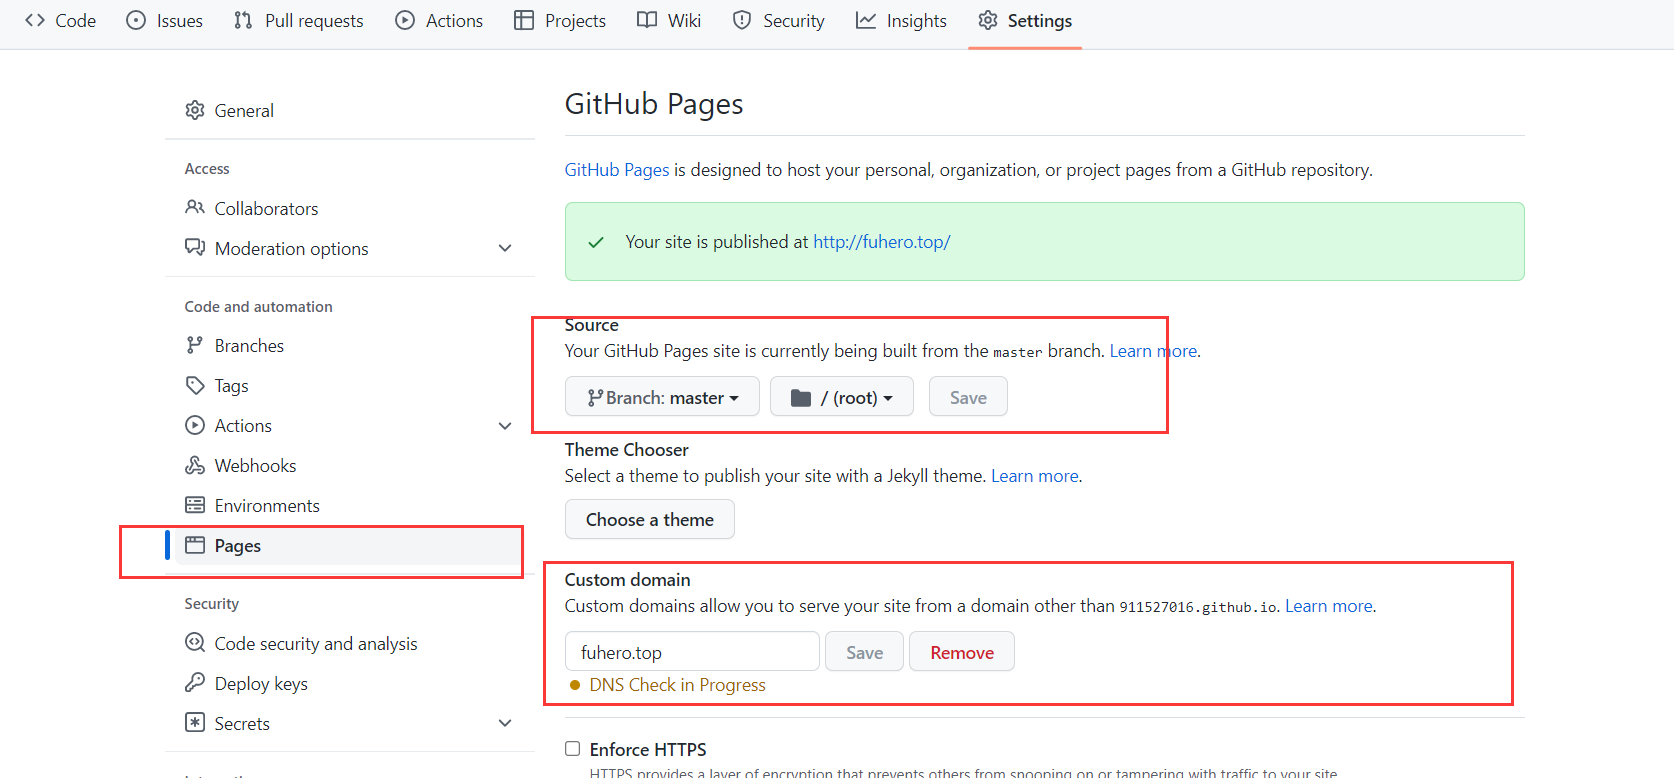 Code Issues Pull requests Actions Projects Wiki Security Insights Settings
General
Access
Collaborators
Moderation options
Code and automation
Branches
Tags
Actions
Webhooks
Environments
Pages
Security
Code security and analysis
Deploy keys
Secrets
GitHub Pages
GitHub Pages is designed to host your personal, organization, or project pages from a GitHub repository.
Your site is published at http://fuhero.top/
Source
Your GitHub Pages site is currently being built from the master branch. Learn more.
Branch: master / (root) Save
Theme Chooser
Select a theme to publish your site with a Jekyll theme. Learn more.
Choose a theme
Custom domain
Custom domains allow you to serve your site from a domain other than 911527016.github.io. Learn more.
fuhero.top Save Remove
DNS Check in Progress
Enforce HTTPS
HTTPS provides a layer of encryption that prevents others from snooping on or tampering with traffic to your site.